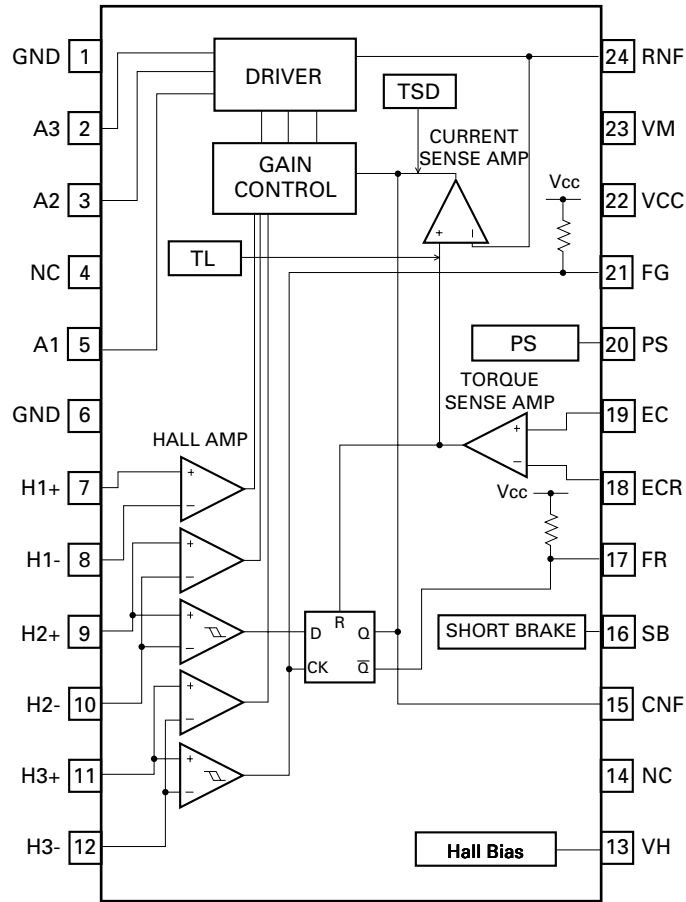 GND 1
A3 2
A2 3
NC 4
A1 5
GND 6
H1+ 7
H1- 8
H2+ 9
H2- 10
H3+ 11
H3- 12
DRIVER
GAIN
CONTROL
TSD
CURRENT
SENSE AMP
+ −
TL
Vcc
PS
TORQUE
SENSE AMP
+
−
Vcc
HALL AMP
+
−
+
−
+
−
+
−
+
−
R
D Q
CK Q̅
SHORT BRAKE
Hall Bias
24 RNF
23 VM
22 VCC
21 FG
20 PS
19 EC
18 ECR
17 FR
16 SB
15 CNF
14 NC
13 VH